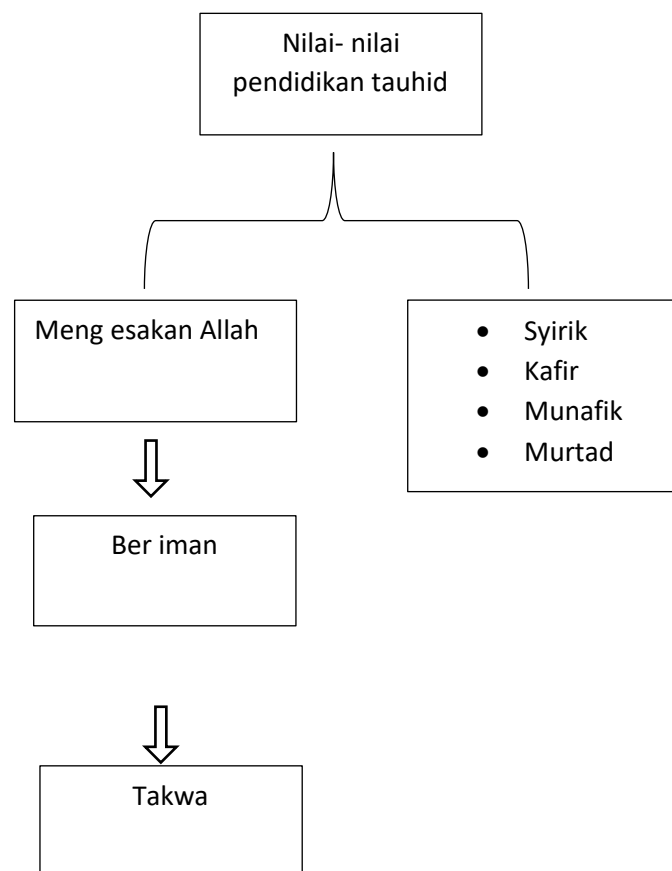 Nilai- nilai
pendidikan tauhid
Meng esakan Allah
• Syirik
• Kafir
• Munafik
• Murtad
Ber iman
Takwa